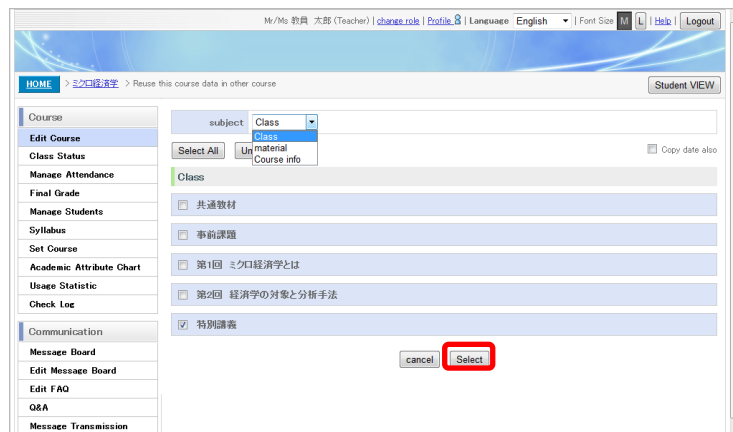 Mr/Ms 教員 太郎 (Teacher) | change role | Profile | Language English | Font Size M L | Help | Logout
HOME > ミクロ経済学 > Reuse this course data in other course
Student VIEW
Course
Edit Course
Class Status
Manage Attendance
Final Grade
Manage Students
Syllabus
Set Course
Academic Attribute Chart
Usage Statistic
Check Log
Communication
Message Board
Edit Message Board
Edit FAQ
Q&A
Message Transmission
subject Class
Class
material
Course info
Select All
Copy date also
Class
共通教材
事前課題
第1回 ミクロ経済学とは
第2回 経済学の対象と分析手法
特別講義
cancel Select